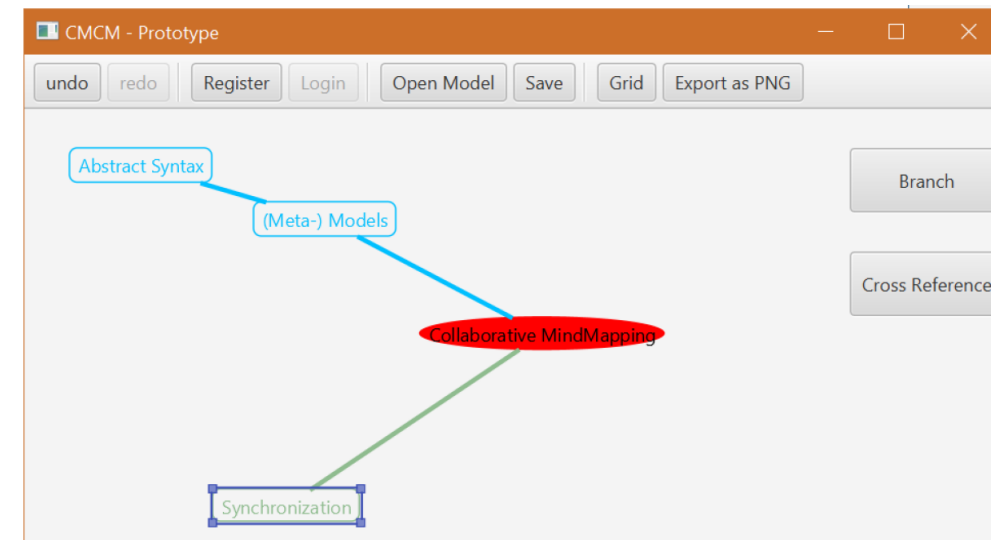 CMCM - Prototype
undo redo Register Login Open Model Save Grid Export as PNG
Abstract Syntax
Branch
(Meta-) Models
Cross Reference
Collaborative MindMapping
Synchronization